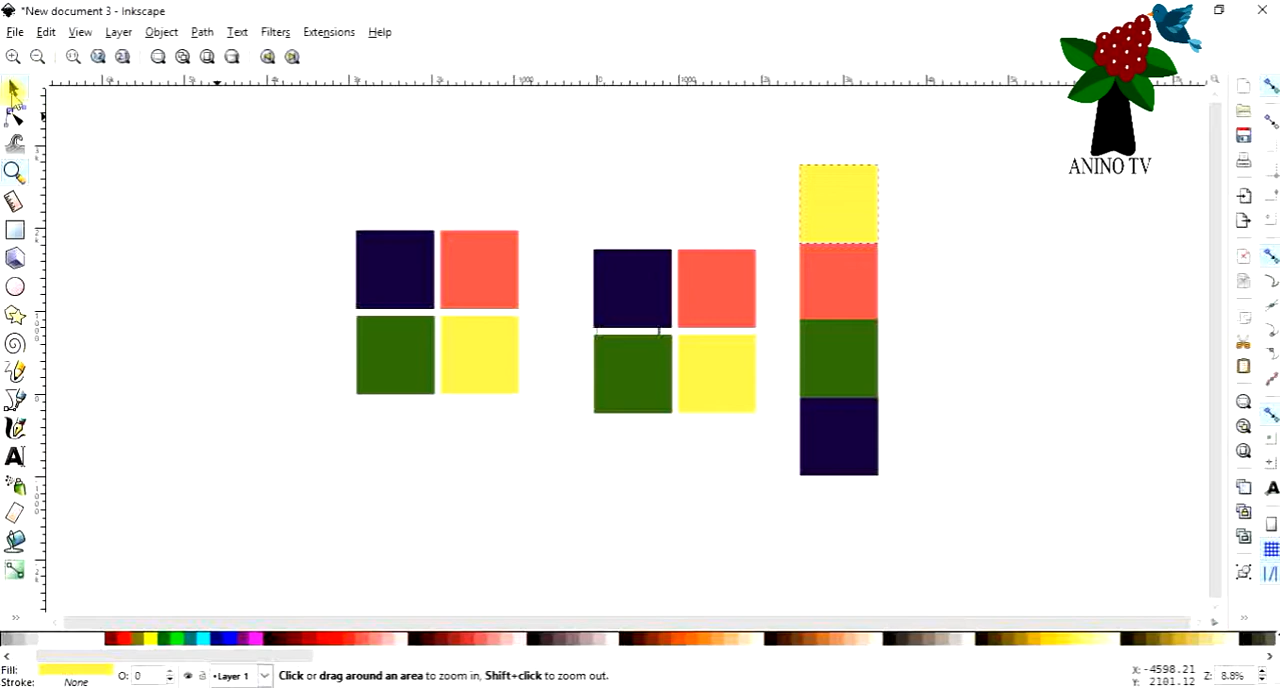 *New document 3 - Inkscape
File Edit View Layer Object Path Text Filters Extensions Help
ANINO TV
Fill:
Stroke: None
O: 0
•Layer 1
Click or drag around an area to zoom in, Shift+click to zoom out.
X: -4598.21
Y: 2101.12
Z: 8.8%